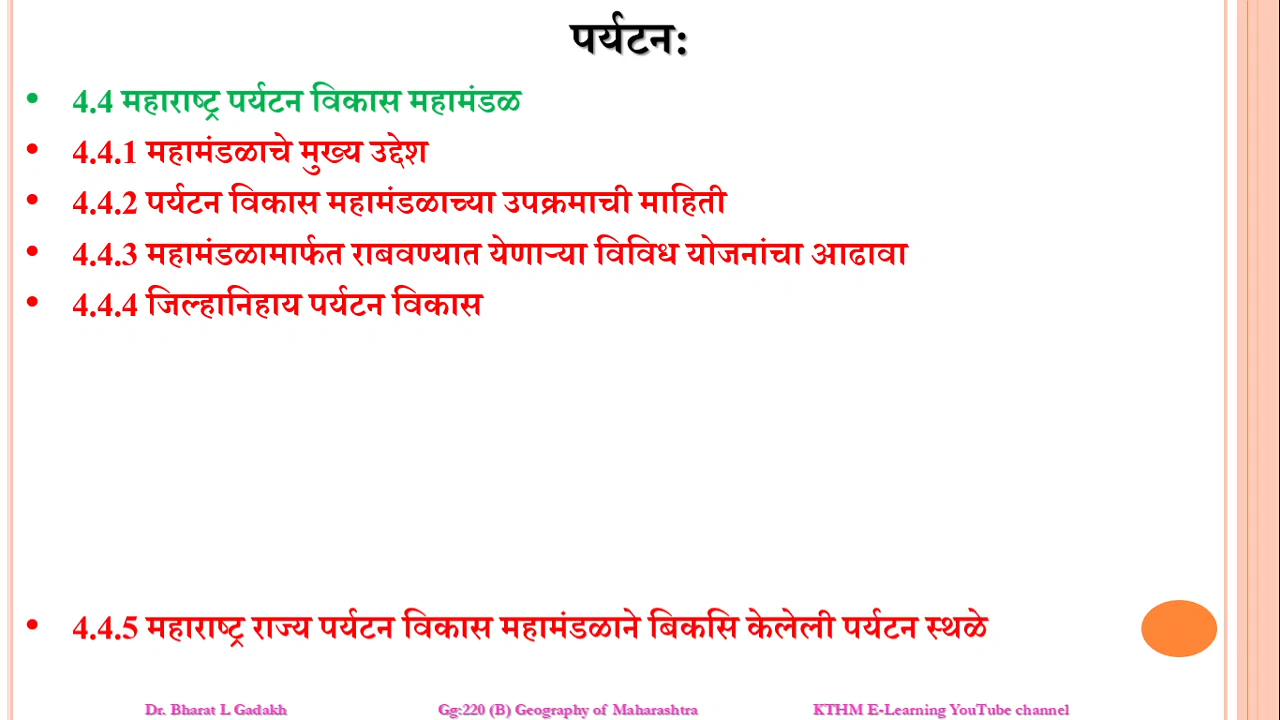 पर्यटन:
• 4.4 महाराष्ट्र पर्यटन विकास महामंडळ
• 4.4.1 महामंडळाचे मुख्य उद्देश
• 4.4.2 पर्यटन विकास महामंडळाच्या उपक्रमाची माहिती
• 4.4.3 महामंडळामार्फत राबवण्यात येणाऱ्या विविध योजनांचा आढावा
• 4.4.4 जिल्हानिहाय पर्यटन विकास
• 4.4.5 महाराष्ट्र राज्य पर्यटन विकास महामंडळाने बिकसि केलेली पर्यटन स्थळे
Dr. Bharat L Gadakh Gg:220 (B) Geography of Maharashtra KTHM E-Learning YouTube channel